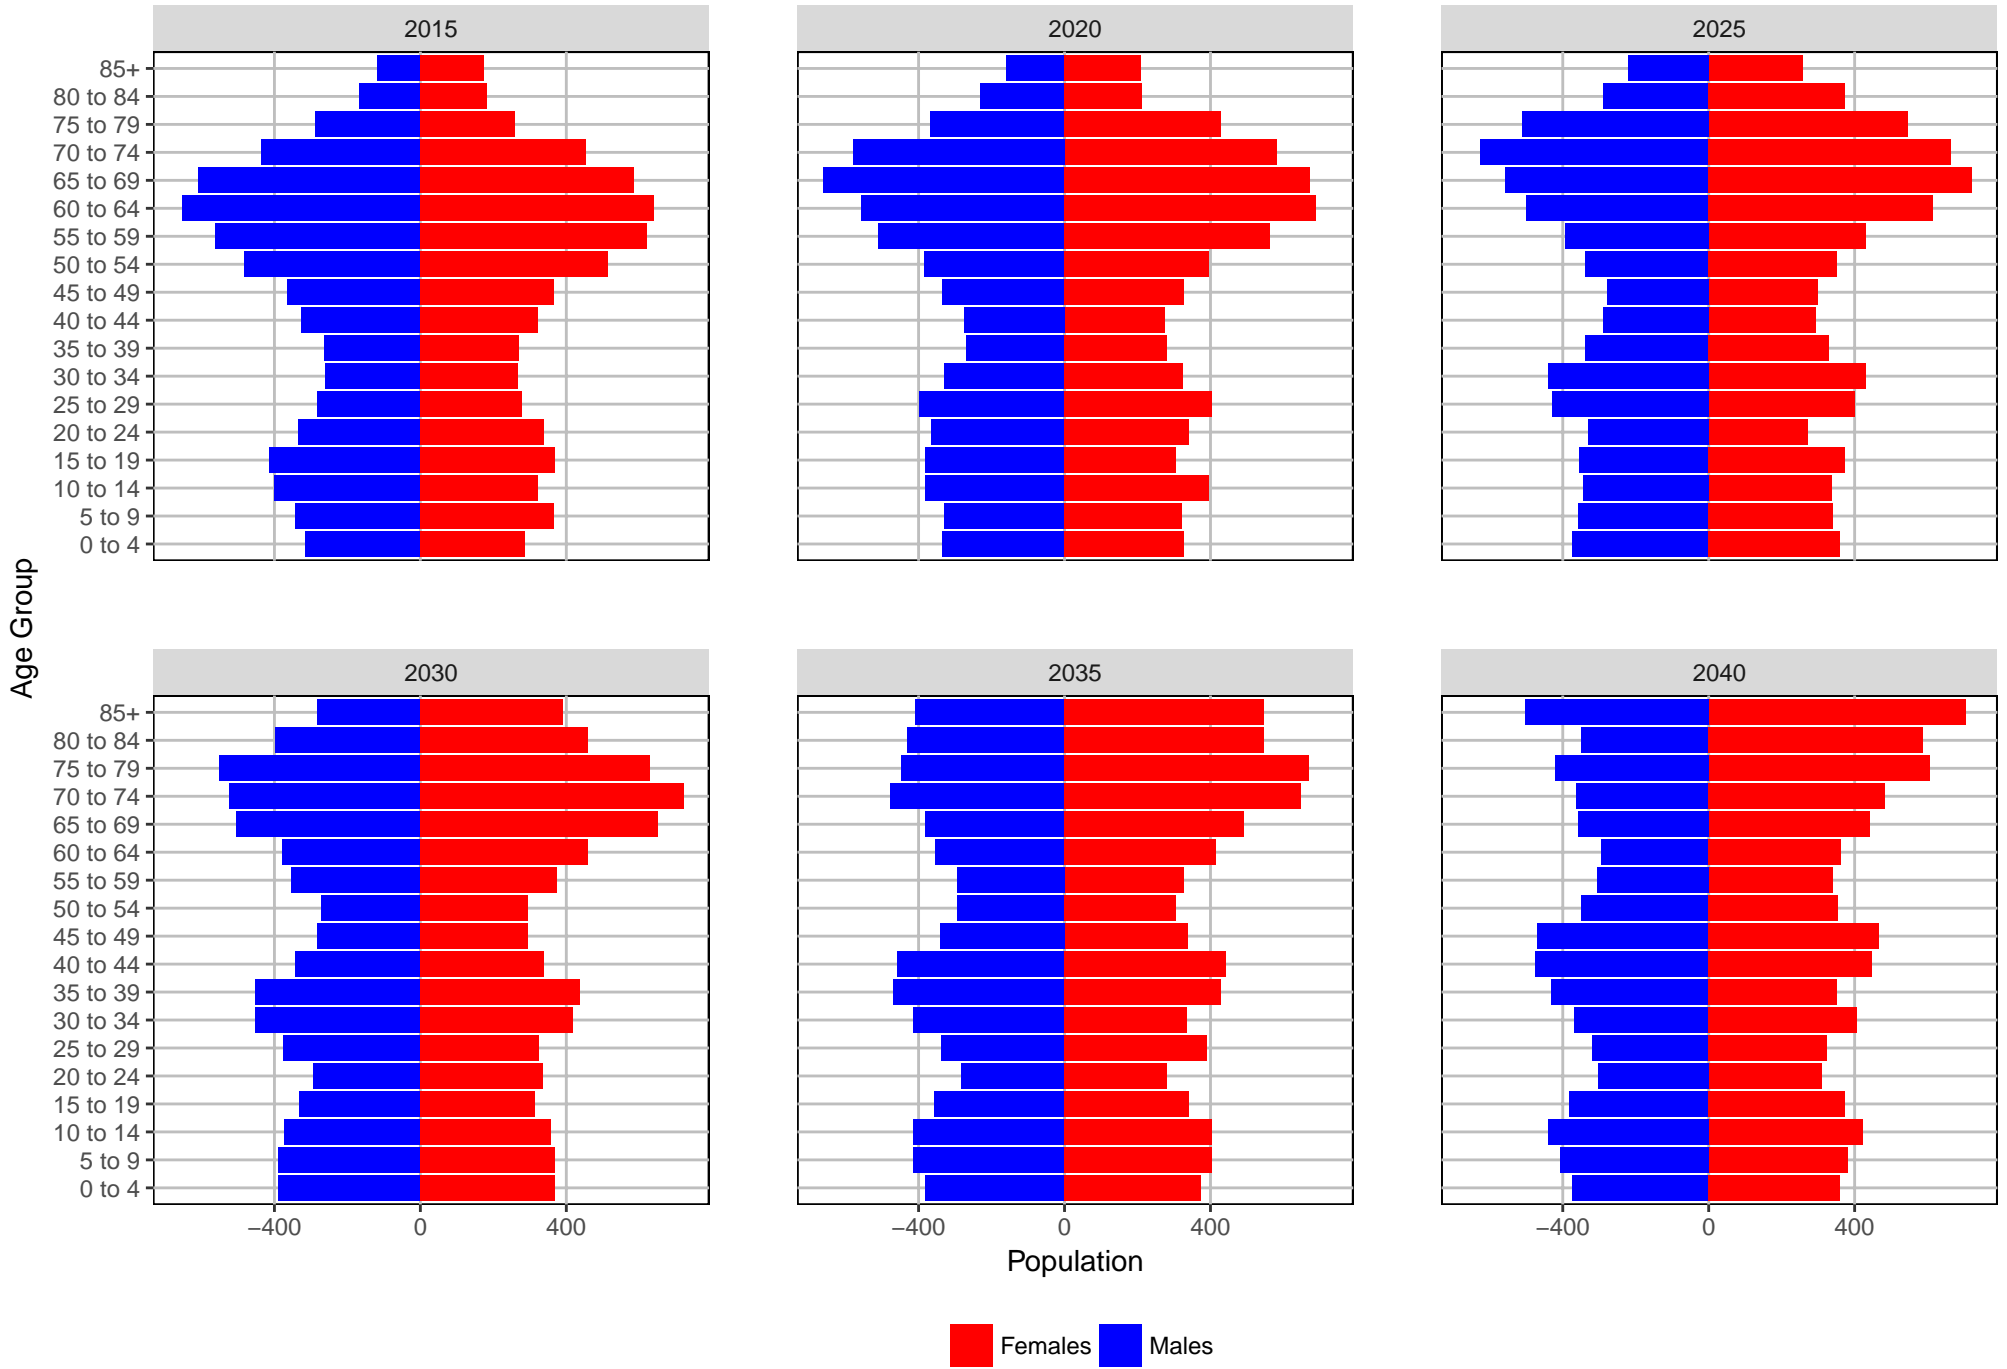 2015
2020
2025
85+
80 to 84
75 to 79
70 to 74
65 to 69
60 to 64
55 to 59
50 to 54
45 to 49
40 to 44
35 to 39
30 to 34
25 to 29
20 to 24
15 to 19
10 to 14
5 to 9
0 to 4
Age Group
2030
2035
2040
85+
80 to 84
75 to 79
70 to 74
65 to 69
60 to 64
55 to 59
50 to 54
45 to 49
40 to 44
35 to 39
30 to 34
25 to 29
20 to 24
15 to 19
10 to 14
5 to 9
0 to 4
−400 0 400
−400 0 400
−400 0 400
Population
Females Males